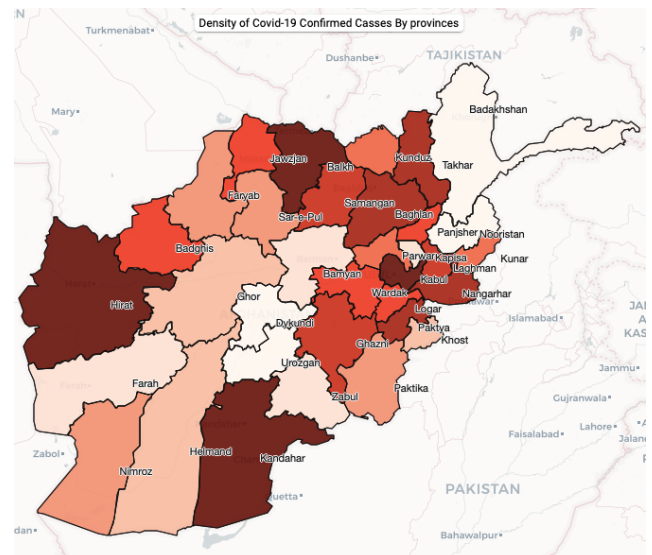 Density of Covid-19 Confirmed Casses By provinces
Turkmenabat
Dushanbe
TAJIKISTAN
Mary
Badakhshan
Jawzjan
Balkh
Kunduz
Takhar
Faryab
Samangan
Sar-e-Pul
Baghlan
Panjsher
Nooristan
Badghis
Parwan
Kapisa
Kunar
Laghman
Bamyan
Kabul
Hirat
Ghor
Wardak
Nangarhar
Logar
Islamabad
Dykundi
Paktya
Khost
Ghazni
Urozgan
Jammu
Farah
Paktika
Zabul
Gujranwala
Zabol
Faisalabad
Lahore
Helmand
Kandahar
Nimroz
PAKISTAN
Bahawalpur